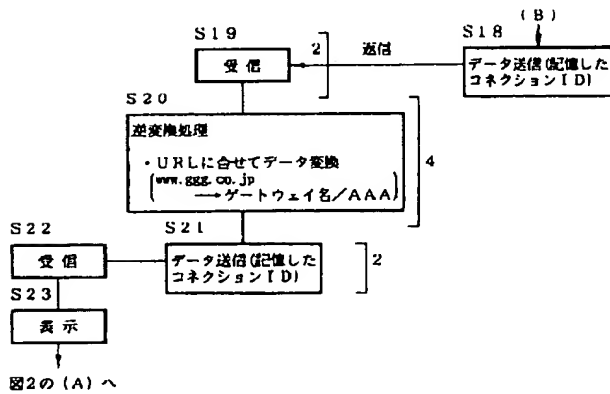 (B)
S19
S18
受信
2
返信
データ送信(記憶した
コネクションID)
S20
逆変換処理
・URLに合せてデータ変換
www.ggg.co.jp
→ゲートウェイ名/AAA
4
S22
S21
受信
データ送信(記憶した
コネクションID)
2
S23
表示
図2の(A)へ